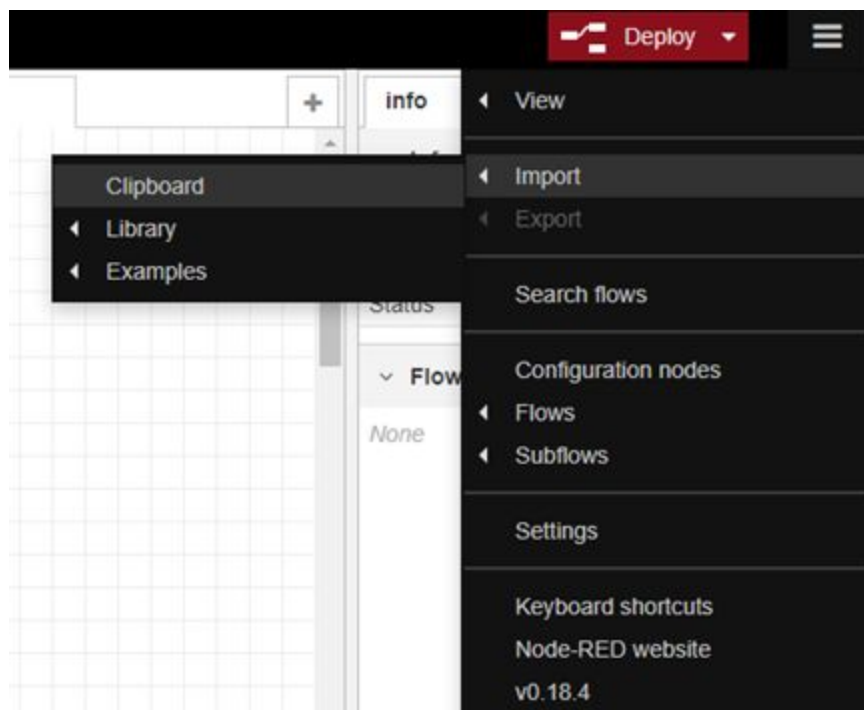 Deploy
info
View
Import
Export
Clipboard
Library
Examples
Search flows
Status
Configuration nodes
Flow
Flows
None
Subflows
Settings
Keyboard shortcuts
Node-RED website
v0.18.4